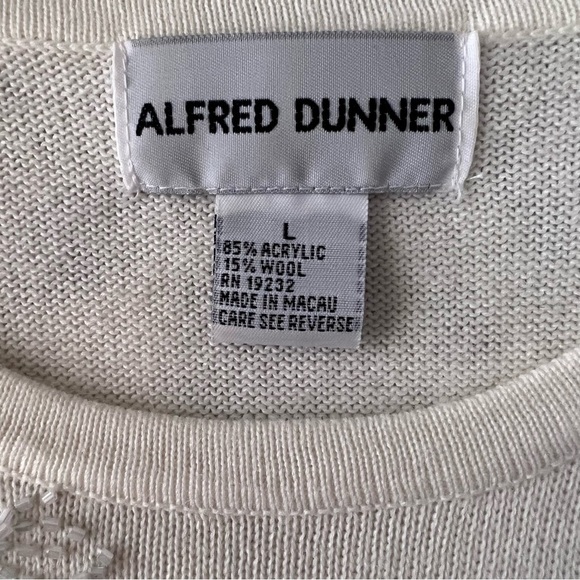 ALFRED DUNNER
L
85% ACRYLIC
15% WOOL
RN 19232
MADE IN MACAU
CARE SEE REVERSE